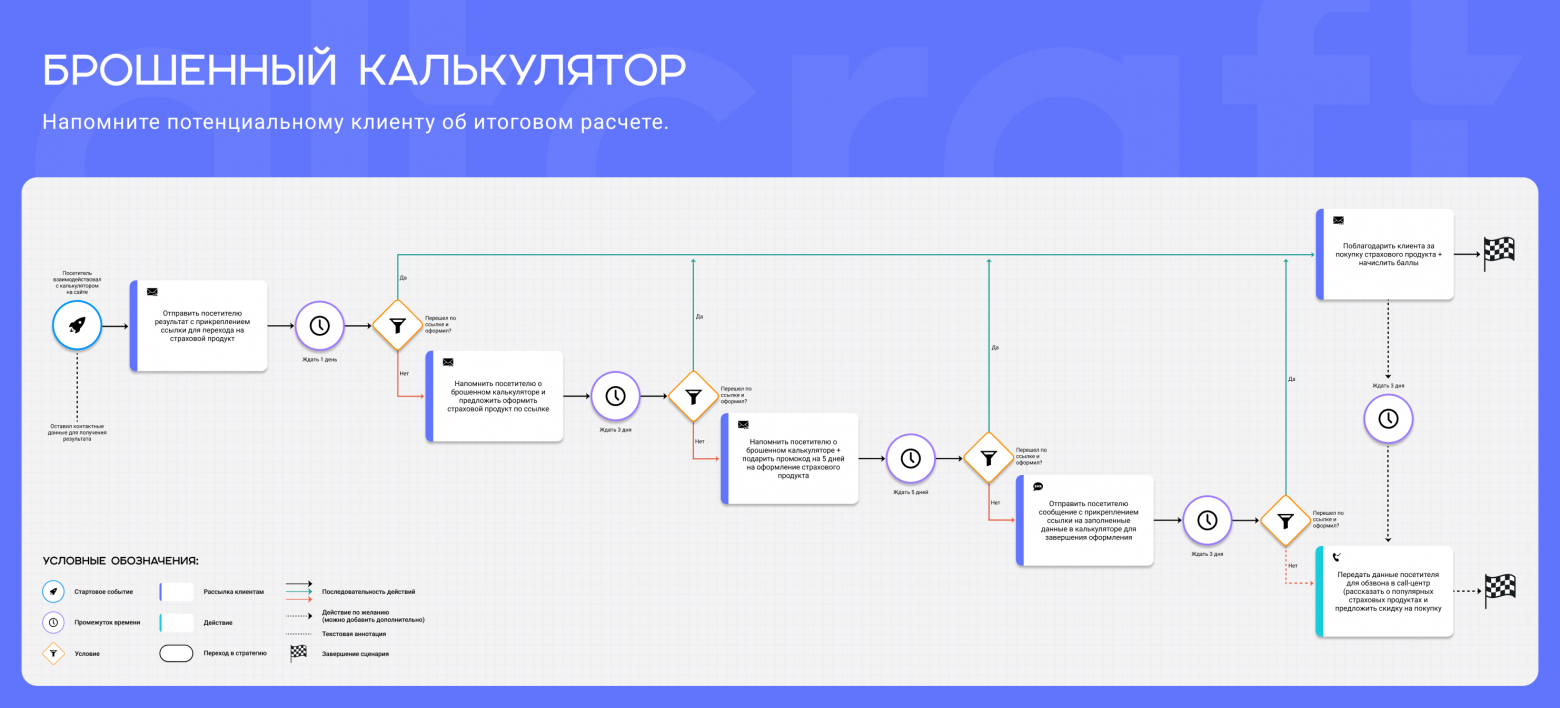 БРОШЕННЫЙ КАЛЬКУЛЯТОР
Напомните потенциальному клиенту об итоговом расчете.
allcraft
Посетитель
взаимодействовал
с калькулятором
на сайте
Оставил контактные
данные для получения
результата
Отправить посетителю
результат с прикреплением
ссылки для перехода на
страховой продукт
Ждать 1 день
Да
Перешел по
ссылке и
оформил?
Нет
Напомнить посетителю о
брошенном калькуляторе и
предложить оформить
страховой продукт по ссылке
Ждать 3 дня
Да
Перешел по
ссылке и
оформил?
Нет
Напомнить посетителю о
брошенном калькуляторе +
подарить промокод на 5 дней
на оформление страхового
продукта
Ждать 5 дней
Да
Перешел по
ссылке и
оформил?
Нет
SMS
Отправить посетителю
сообщение с прикреплением
ссылки на заполненные
данные в калькуляторе для
завершения оформления
Ждать 3 дня
Да
Перешел по
ссылке и
оформил?
Нет
Поблагодарить клиента за
покупку страхового продукта +
начислить баллы
Ждать 3 дня
Передать данные посетителя
для обзвона в call-центр
(рассказать о популярных
страховых продуктах и
предложить скидку на покупку
УСЛОВНЫЕ ОБОЗНАЧЕНИЯ:
Стартовое событие
Промежуток времени
Условие
Рассылка клиентам
Действие
Переход в стратегию
Последовательность действий
Действие по желанию
(можно добавить дополнительно)
Текстовая аннотация
Завершение сценария